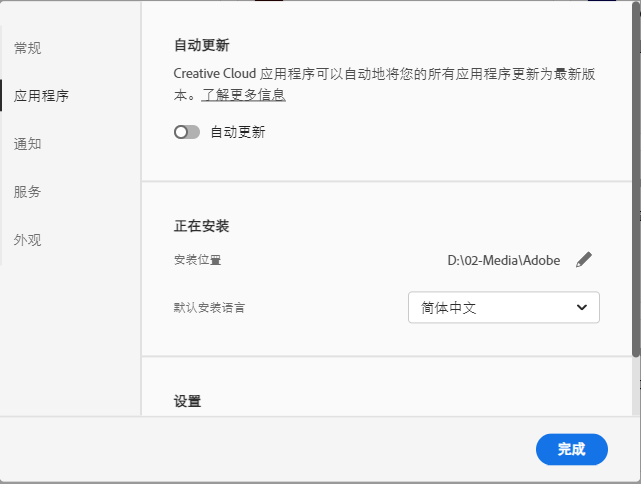 常规
应用程序
通知
服务
外观
自动更新
Creative Cloud 应用程序可以自动地将您的所有应用程序更新为最新版
本。了解更多信息
自动更新
正在安装
安装位置
D:\02-Media\Adobe
默认安装语言
简体中文
设置
完成